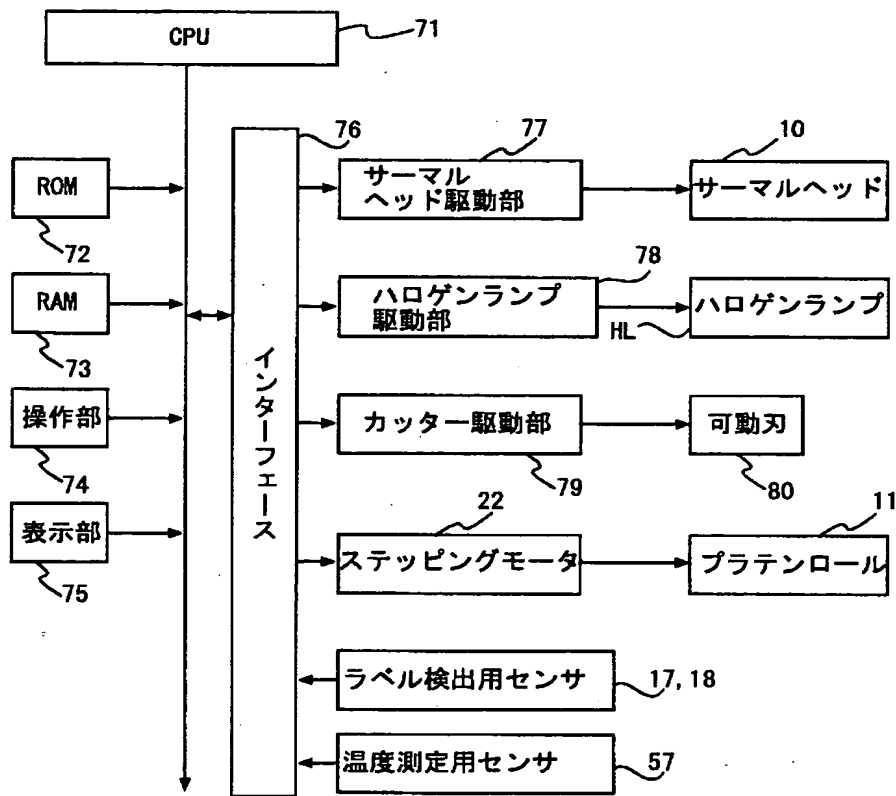 CPU
71
76
77
10
ROM
サーマル
ヘッド駆動部
サーマルヘッド
72
78
RAM
ハロゲンランプ
駆動部
ハロゲンランプ
HL
73
インターフェース
操作部
カッター駆動部
可動刃
74
79
80
22
11
表示部
ステッピングモータ
プラテンロール
75
ラベル検出用センサ
17,18
温度測定用センサ
57